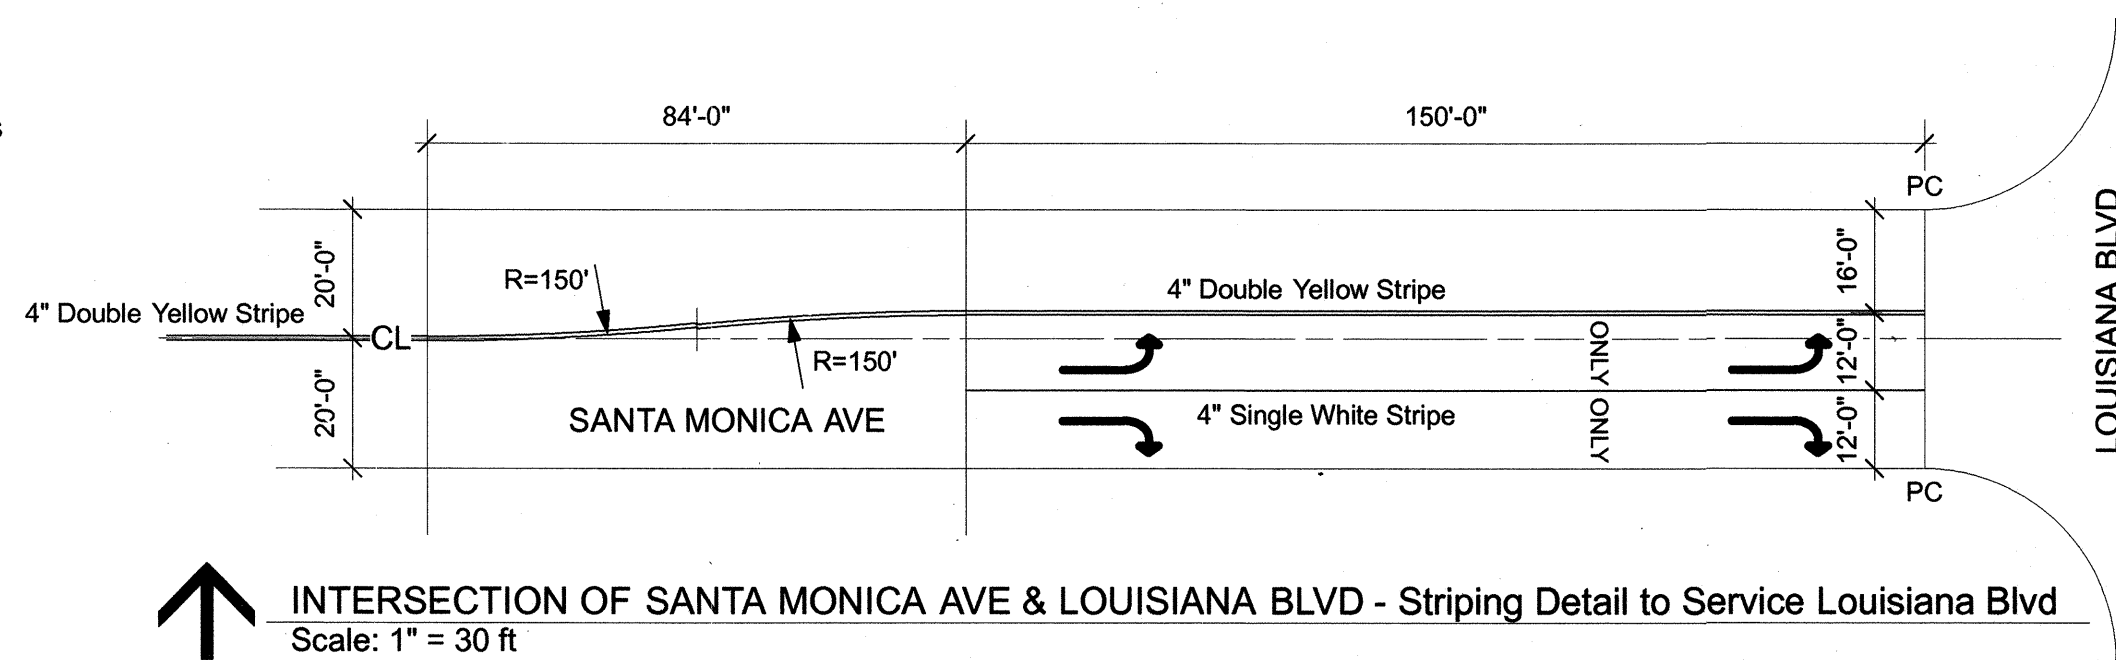 84'-0"
150'-0"
PC
20'-0"
16'-0"
R=150'
4" Double Yellow Stripe
4" Double Yellow Stripe
CL
ONLY
12'-0"
R=150'
20'-0"
SANTA MONICA AVE
4" Single White Stripe
ONLY
12'-0"
PC
LOUISIANA BLVD
INTERSECTION OF SANTA MONICA AVE & LOUISIANA BLVD - Striping Detail to Service Louisiana Blvd
Scale: 1" = 30 ft